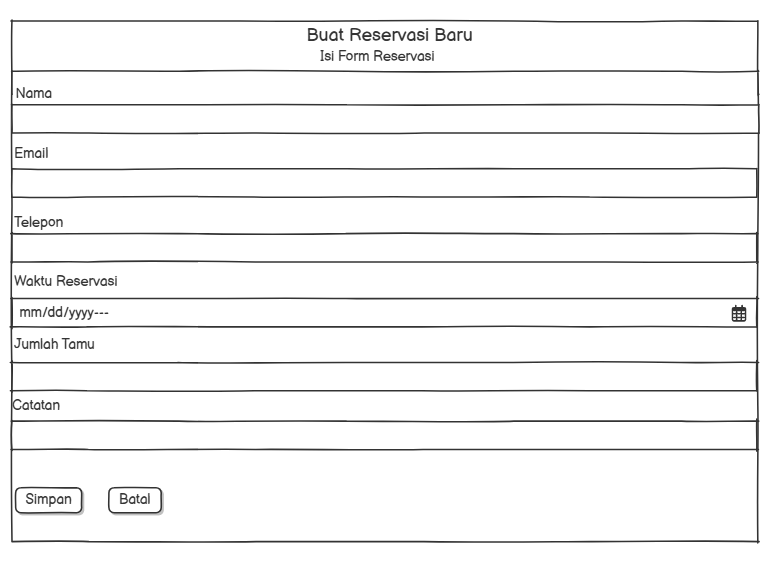 Buat Reservasi Baru
Isi Form Reservasi
Nama
Email
Telepon
Waktu Reservasi
mm/dd/yyyy---
Jumlah Tamu
Catatan
Simpan
Batal